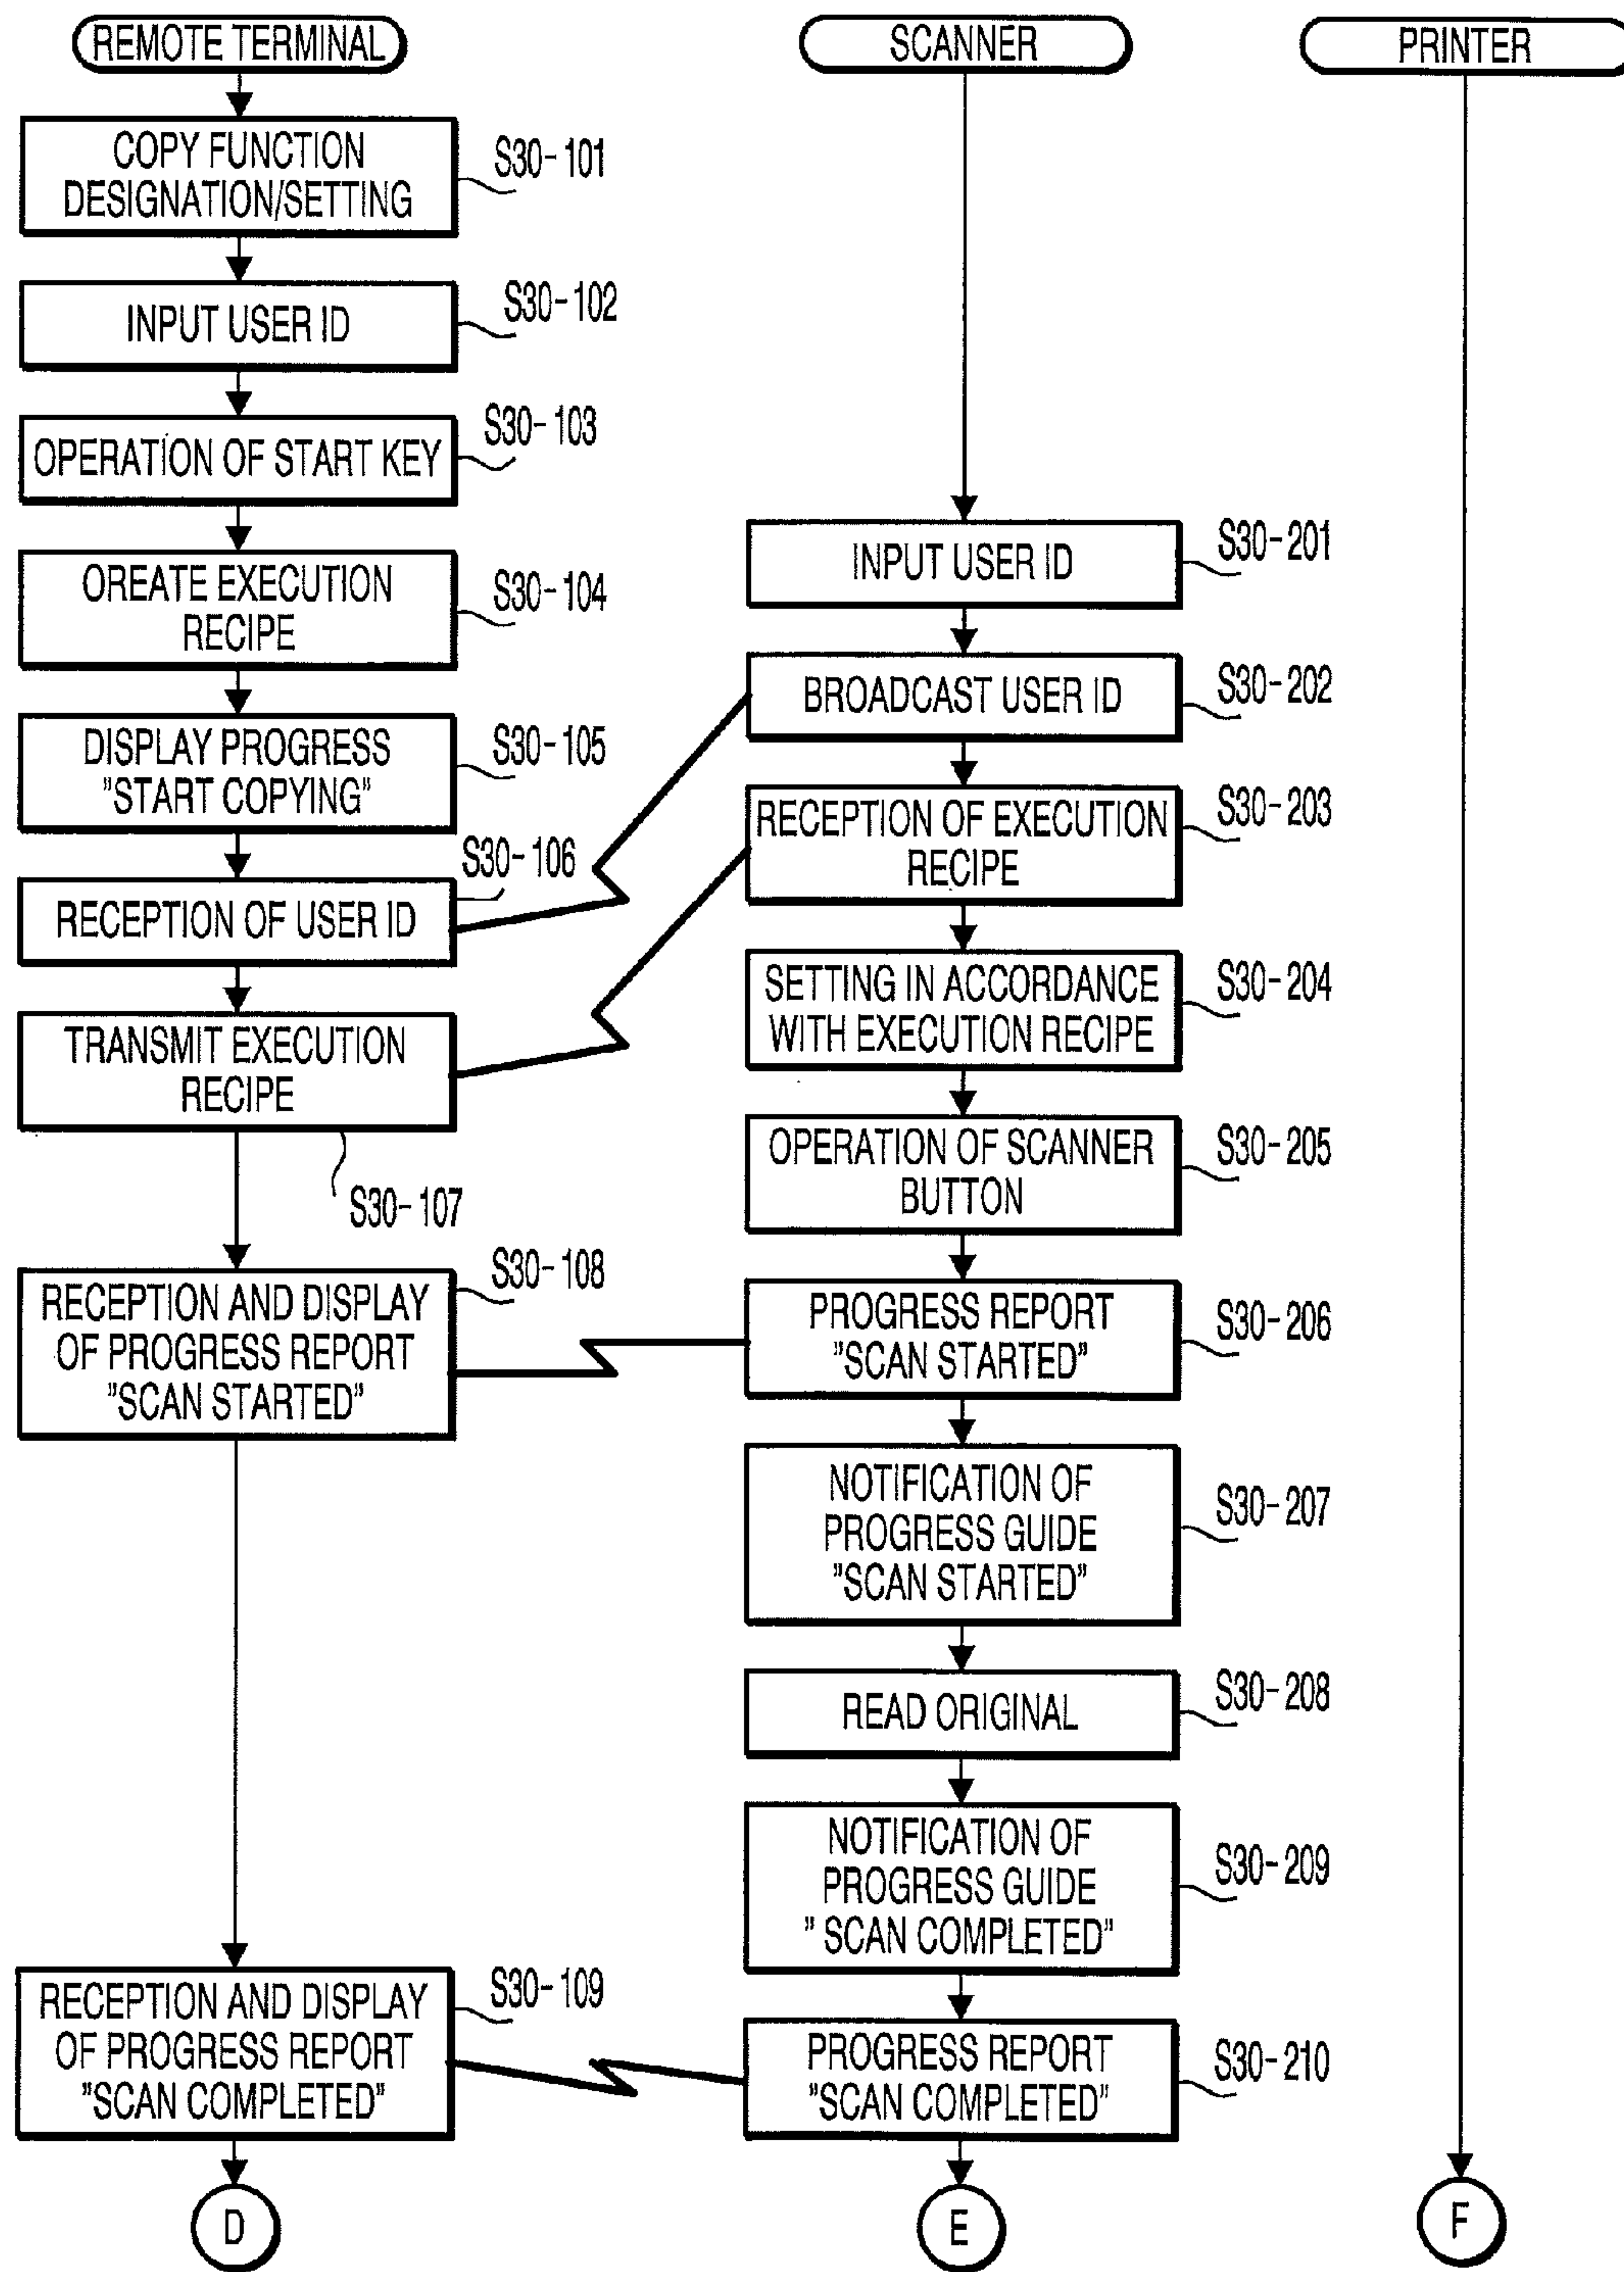 REMOTE TERMINAL
COPY FUNCTION
DESIGNATION/SETTING
S30-101
INPUT USER ID
S30-102
OPERATION OF START KEY
S30-103
OREATE EXECUTION
RECIPE
S30-104
DISPLAY PROGRESS
"START COPYING"
S30-105
RECEPTION OF USER ID
S30-106
TRANSMIT EXECUTION
RECIPE
S30-107
RECEPTION AND DISPLAY
OF PROGRESS REPORT
"SCAN STARTED"
S30-108
RECEPTION AND DISPLAY
OF PROGRESS REPORT
"SCAN COMPLETED"
S30-109
D
SCANNER
INPUT USER ID
S30-201
BROADCAST USER ID
S30-202
RECEPTION OF EXECUTION
RECIPE
S30-203
SETTING IN ACCORDANCE
WITH EXECUTION RECIPE
S30-204
OPERATION OF SCANNER
BUTTON
S30-205
PROGRESS REPORT
"SCAN STARTED"
S30-206
NOTIFICATION OF
PROGRESS GUIDE
"SCAN STARTED"
S30-207
READ ORIGINAL
S30-208
NOTIFICATION OF
PROGRESS GUIDE
" SCAN COMPLETED"
S30-209
PROGRESS REPORT
"SCAN COMPLETED"
S30-210
E
PRINTER
F